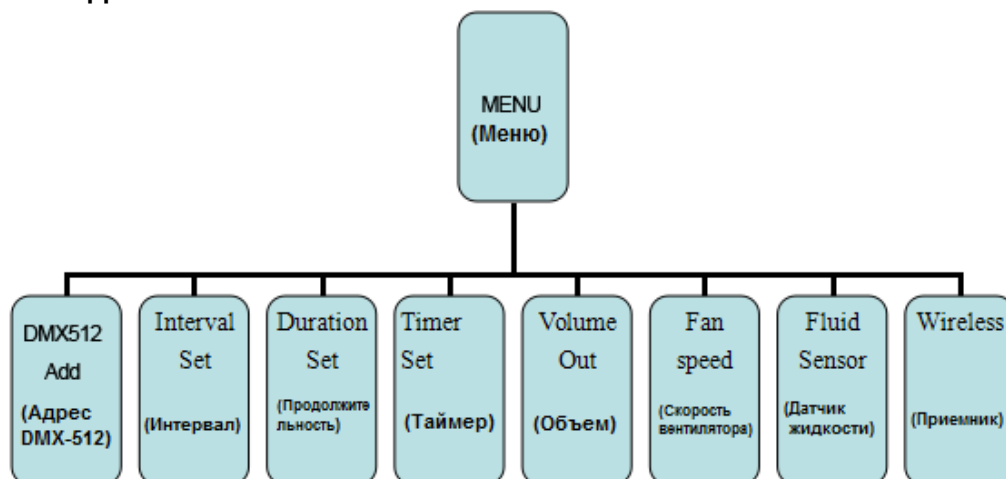 MENU
(Меню)
DMX512
Add
(Адрес
DMX-512)
Interval
Set
(Интервал)
Duration
Set
(Продолжите
льность)
Timer
Set
(Таймер)
Volume
Out
(Объем)
Fan
speed
(Скорость
вентилятора)
Fluid
Sensor
(Датчик
жидкости)
Wireless
(Приемник)